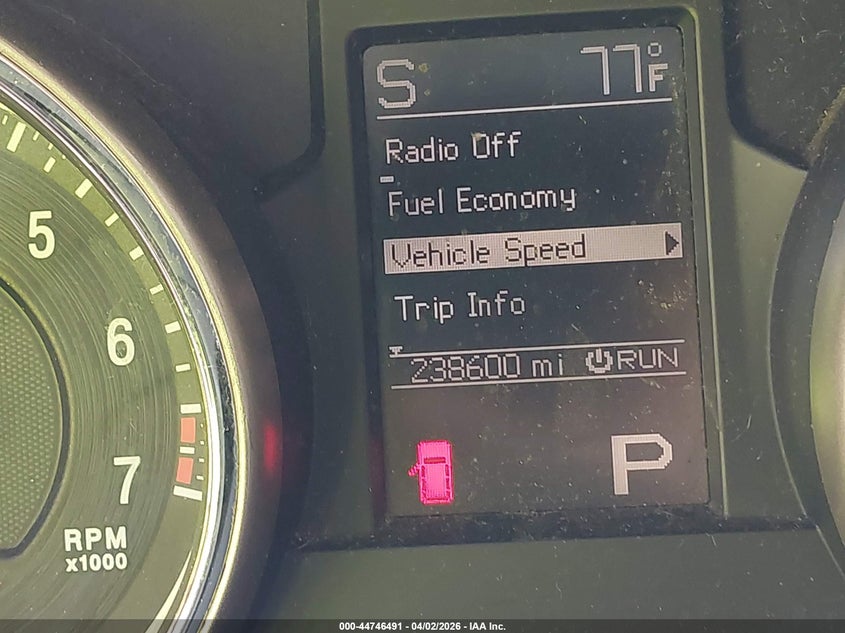 S 77°F
Radio Off
Fuel Economy
Vehicle Speed
Trip Info
238600 mi RUN
P
5
6
7
RPM
x1000
000-44746491 - 04/02/2026 - IAA Inc.